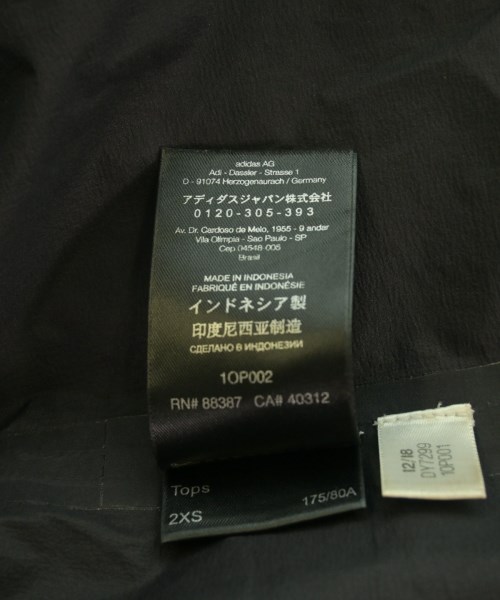 adidas AG
Adi - Dassler - Strasse 1
D - 91074 Herzogenaurach / Germany
アディダスジャパン株式会社
0120-305-393
Av. Dr. Cardoso de Melo, 1955 - 9 andar
Vila Olímpia - Sao Paulo - SP
Cep 04548-005
Brasil
MADE IN INDONESIA
FABRIQUÉ EN INDONÉSIE
インドネシア製
印度尼西亚制造
СДЕЛАНО В ИНДОНЕЗИИ
1OP002
RN# 88387 CA# 40312
Tops
2XS
175/80A
12/18
DY7299
1OP001